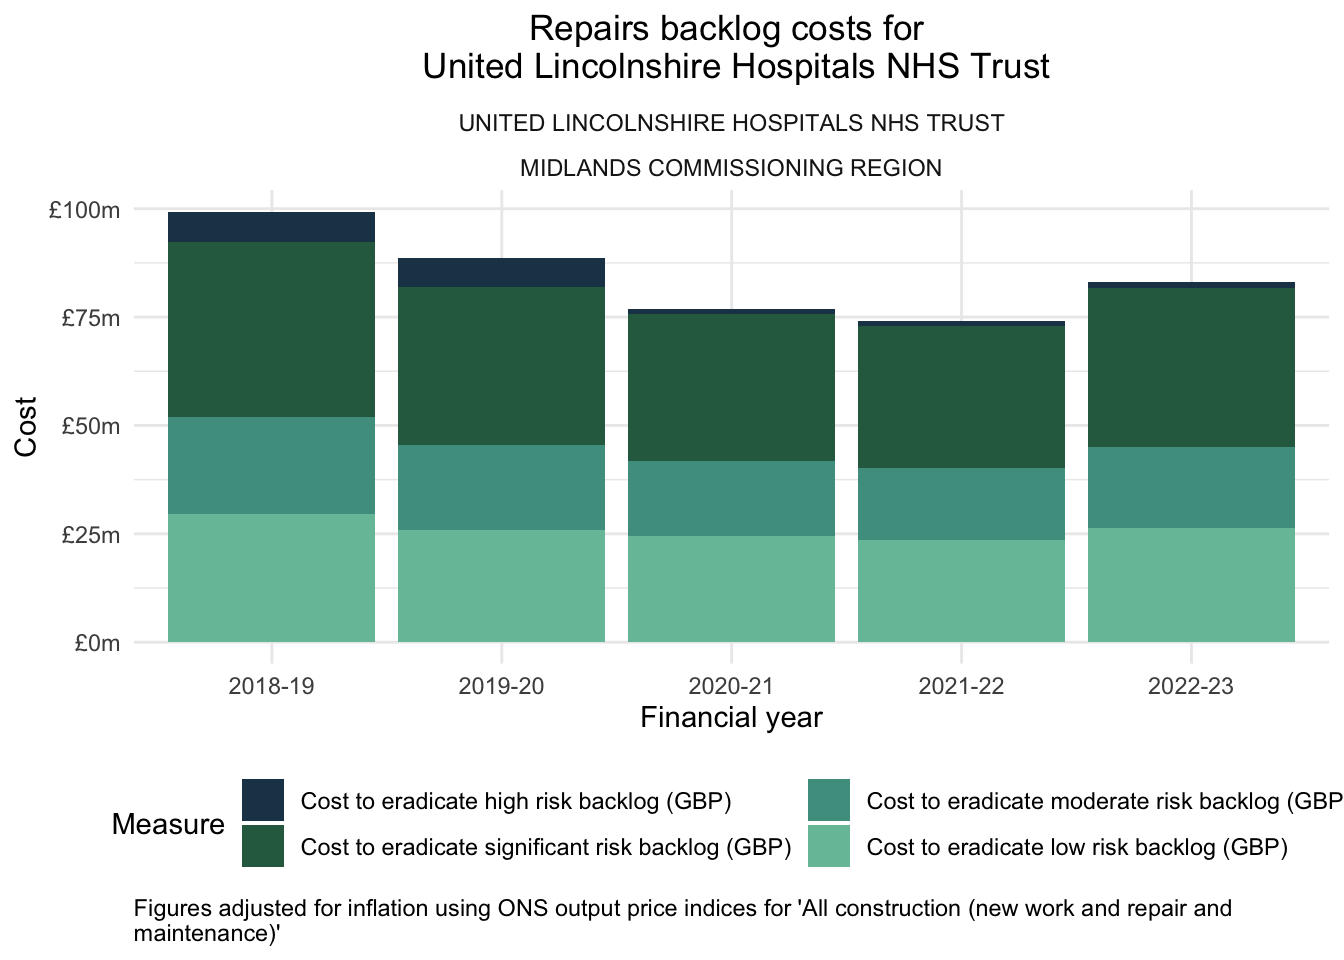 Repairs backlog costs for
United Lincolnshire Hospitals NHS Trust
UNITED LINCOLNSHIRE HOSPITALS NHS TRUST
MIDLANDS COMMISSIONING REGION
£100m
£75m
£50m
£25m
£0m
Cost
2018-19 2019-20 2020-21 2021-22 2022-23
Financial year
Measure
Cost to eradicate high risk backlog (GBP)
Cost to eradicate significant risk backlog (GBP)
Cost to eradicate moderate risk backlog (GBP
Cost to eradicate low risk backlog (GBP)
Figures adjusted for inflation using ONS output price indices for 'All construction (new work and repair and
maintenance)'